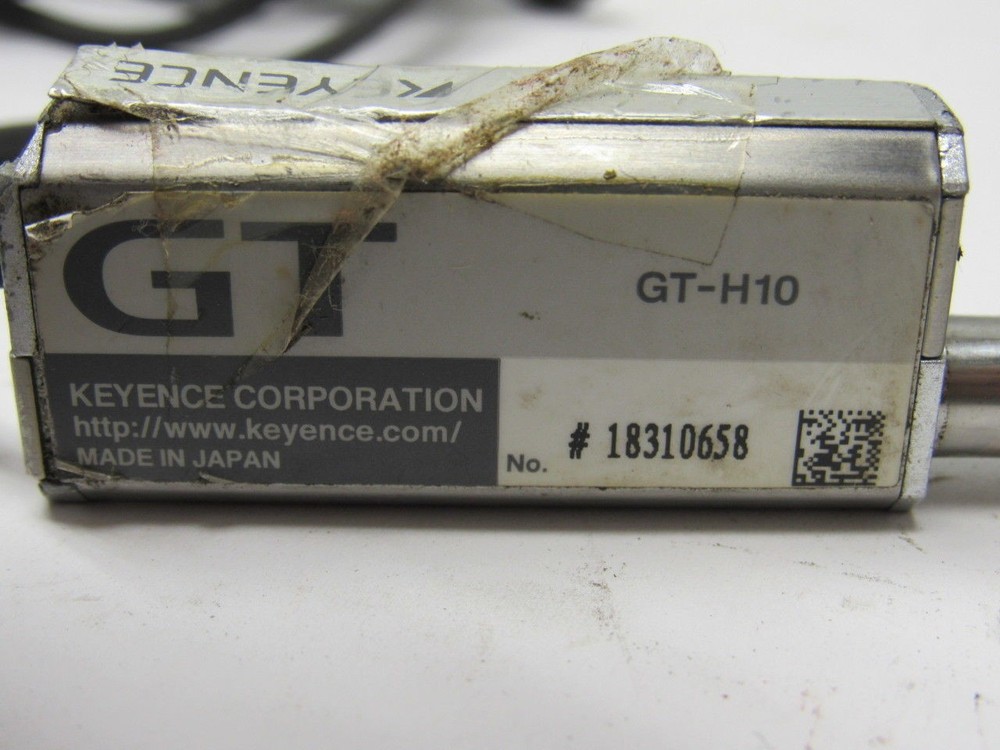 KEYENCE
GT
GT-H10
KEYENCE CORPORATION
http://www.keyence.com/
MADE IN JAPAN
No. # 18310658